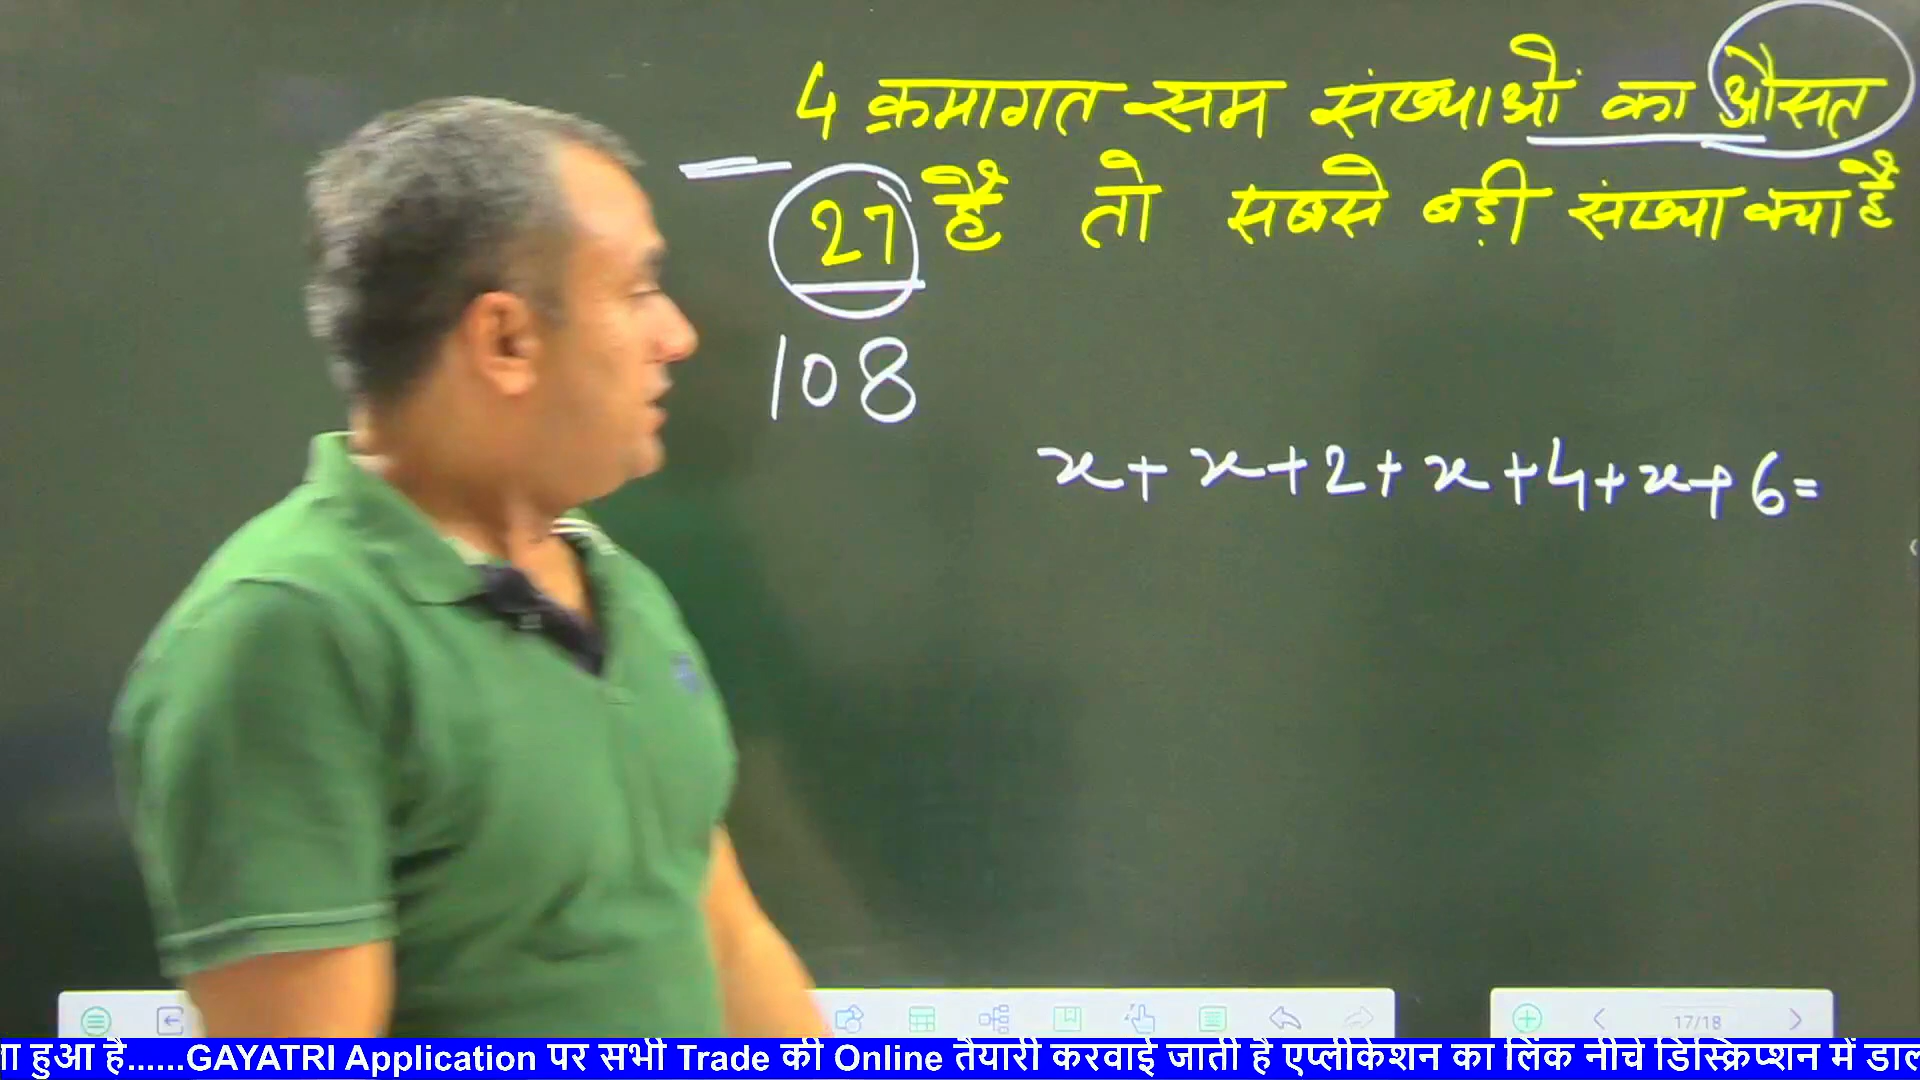 4 क्रमागत सम संख्याओं का औसत
27 है तो सबसे बड़ी संख्या क्या है
108
x + x + 2 + x + 4 + x + 6 =
17/18
हुआ है......GAYATRI Application पर सभी Trade की Online तैयारी करवाई जाती है एप्लीकेशन का लिंक नीचे डिस्क्रिप्शन में डाल